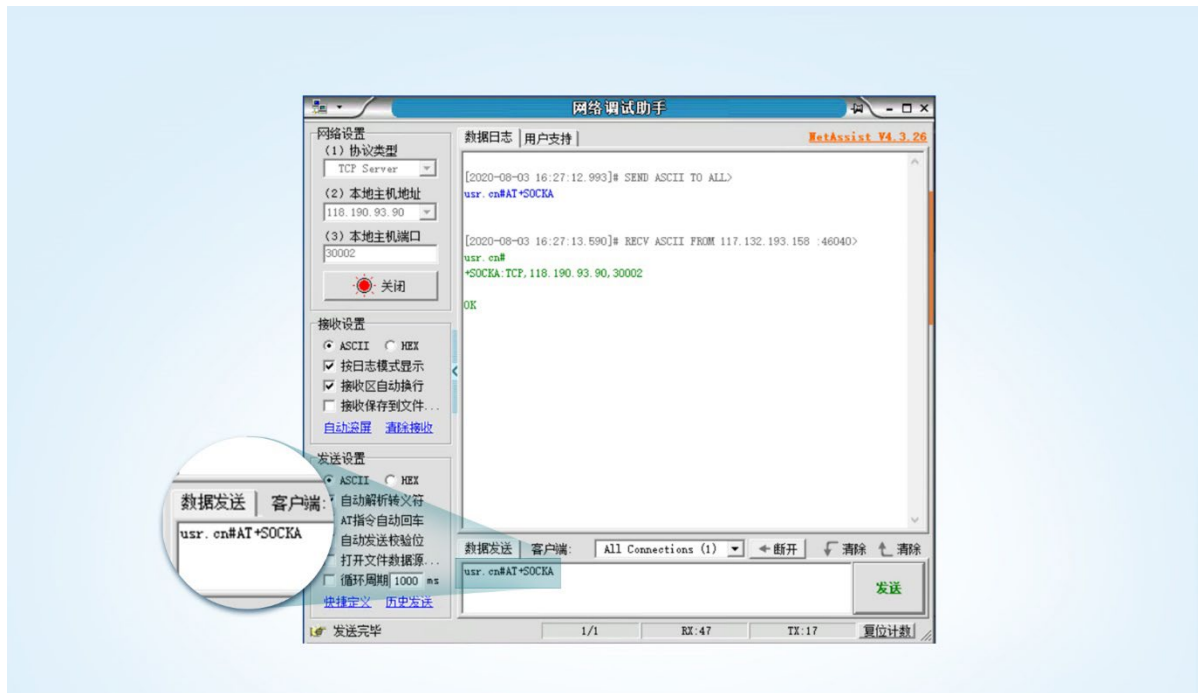 网络调试助手
网络设置
(1) 协议类型
TCP Server
(2) 本地主机地址
118.190.93.90
(3) 本地主机端口
30002
关闭
接收设置
ASCII HEX
按日志模式显示
接收区自动换行
接收保存到文件...
自动滚屏 清除接收
发送设置
ASCII HEX
自动解析转义符
AT指令自动回车
自动发送校验位
打开文件数据源...
循环周期 1000 ms
快捷定义 历史发送
数据日志 用户支持 NetAssist V4.3.26
[2020-08-03 16:27:12.993]# SEND ASCII TO ALL>
usr.cn#AT+SOCKA
[2020-08-03 16:27:13.590]# RECV ASCII FROM 117.132.193.158 :46040>
usr.cn#
+SOCKA:TCP,118.190.93.90,30002
OK
数据发送 客户端: All Connections (1) 断开 清除 清除
usr.cn#AT+SOCKA
发送
数据发送 客户端:
usr.cn#AT+SOCKA
发送完毕 1/1 RX:47 TX:17 复位计数